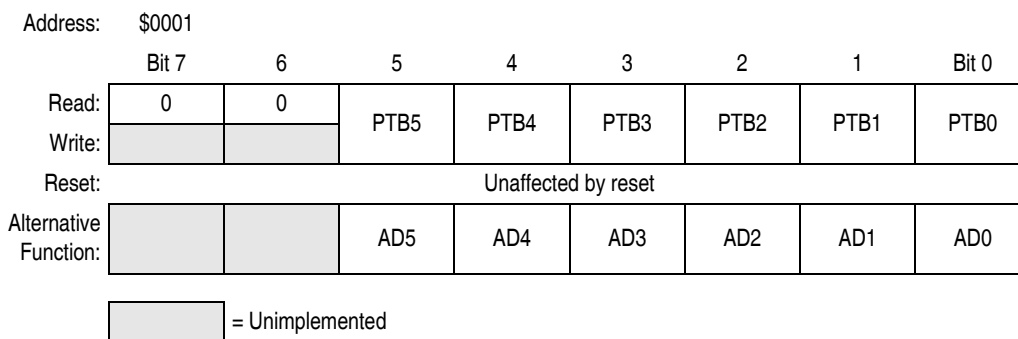 Address: $0001
Bit 7 6 5 4 3 2 1 Bit 0
Read: 0 0 PTB5 PTB4 PTB3 PTB2 PTB1 PTB0
Write:
Reset: Unaffected by reset
Alternative
Function: AD5 AD4 AD3 AD2 AD1 AD0
= Unimplemented